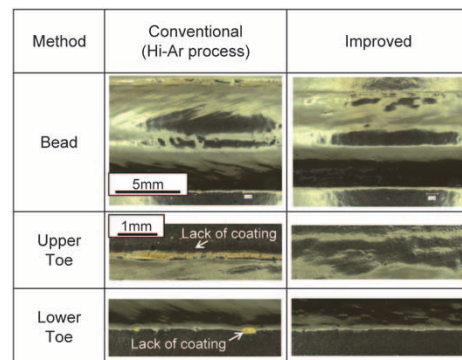 Method
Conventional
(Hi-Ar process)
Improved
Bead
5mm
Upper
Toe
1mm
Lack of coating
Lower
Toe
Lack of coating